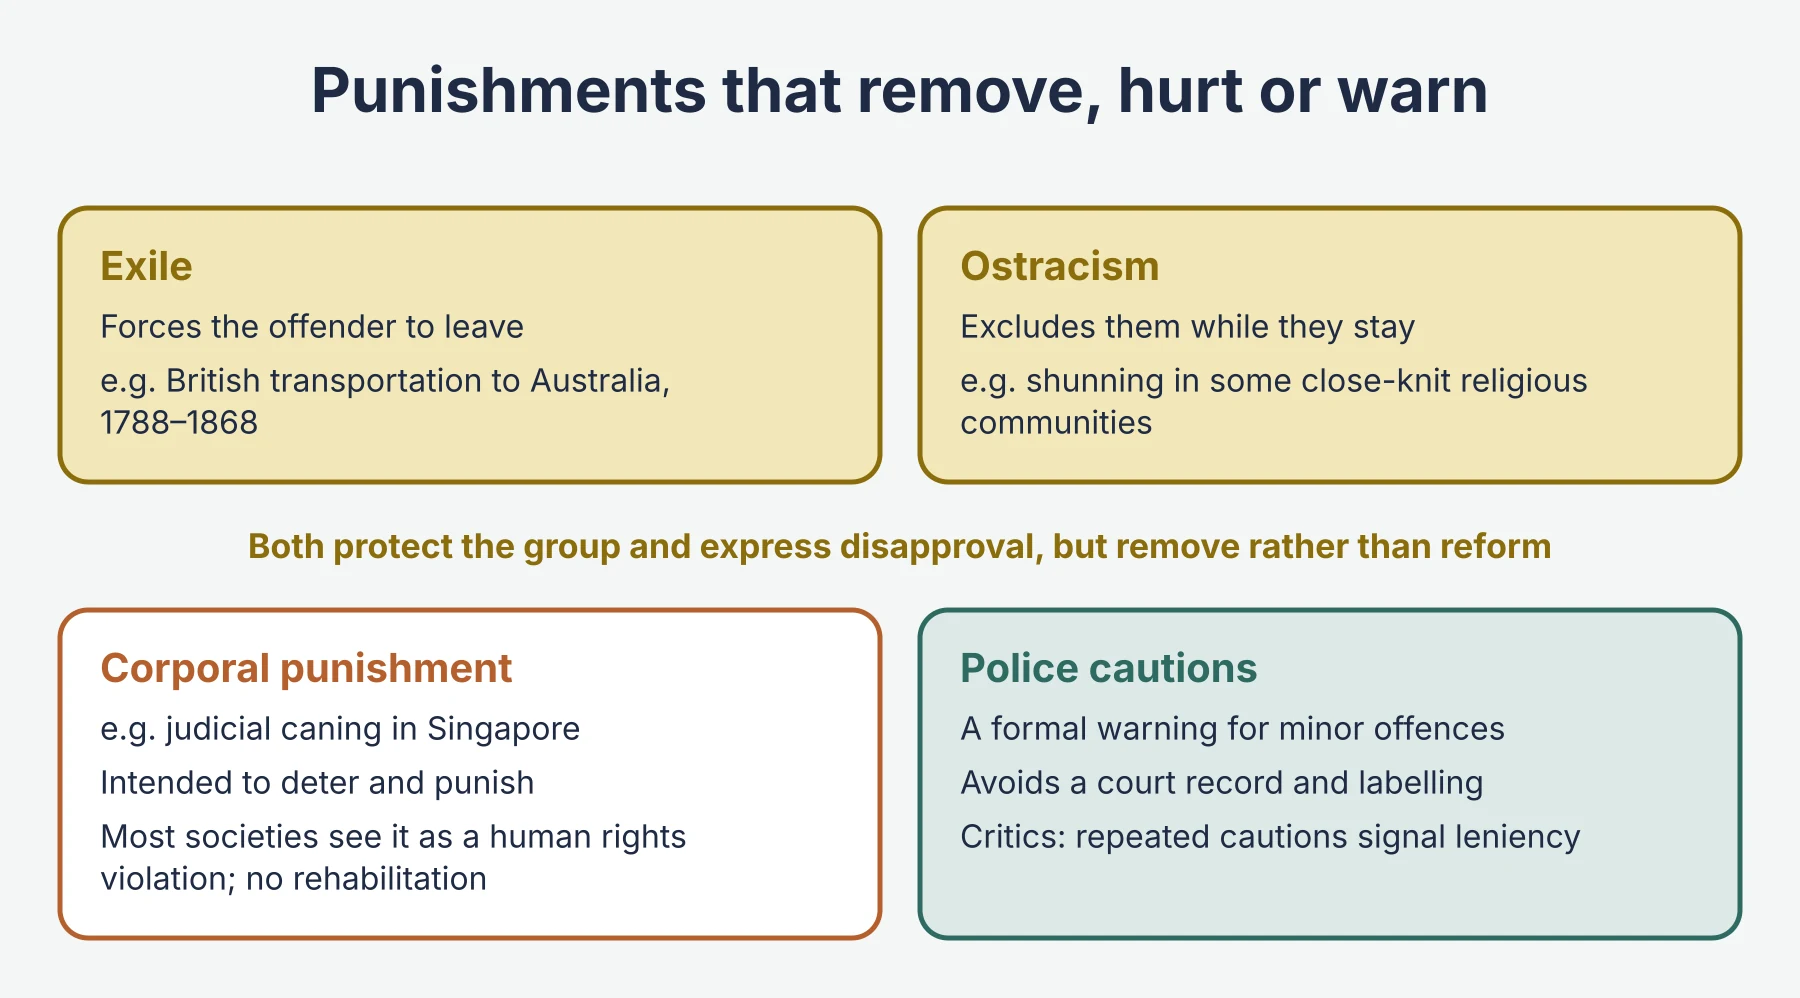 Punishments that remove, hurt or warn
Exile
Forces the offender to leave
e.g. British transportation to Australia,
1788–1868
Ostracism
Excludes them while they stay
e.g. shunning in some close-knit religious
communities
Both protect the group and express disapproval, but remove rather than reform
Corporal punishment
e.g. judicial caning in Singapore
Intended to deter and punish
Most societies see it as a human rights
violation; no rehabilitation
Police cautions
A formal warning for minor offences
Avoids a court record and labelling
Critics: repeated cautions signal leniency